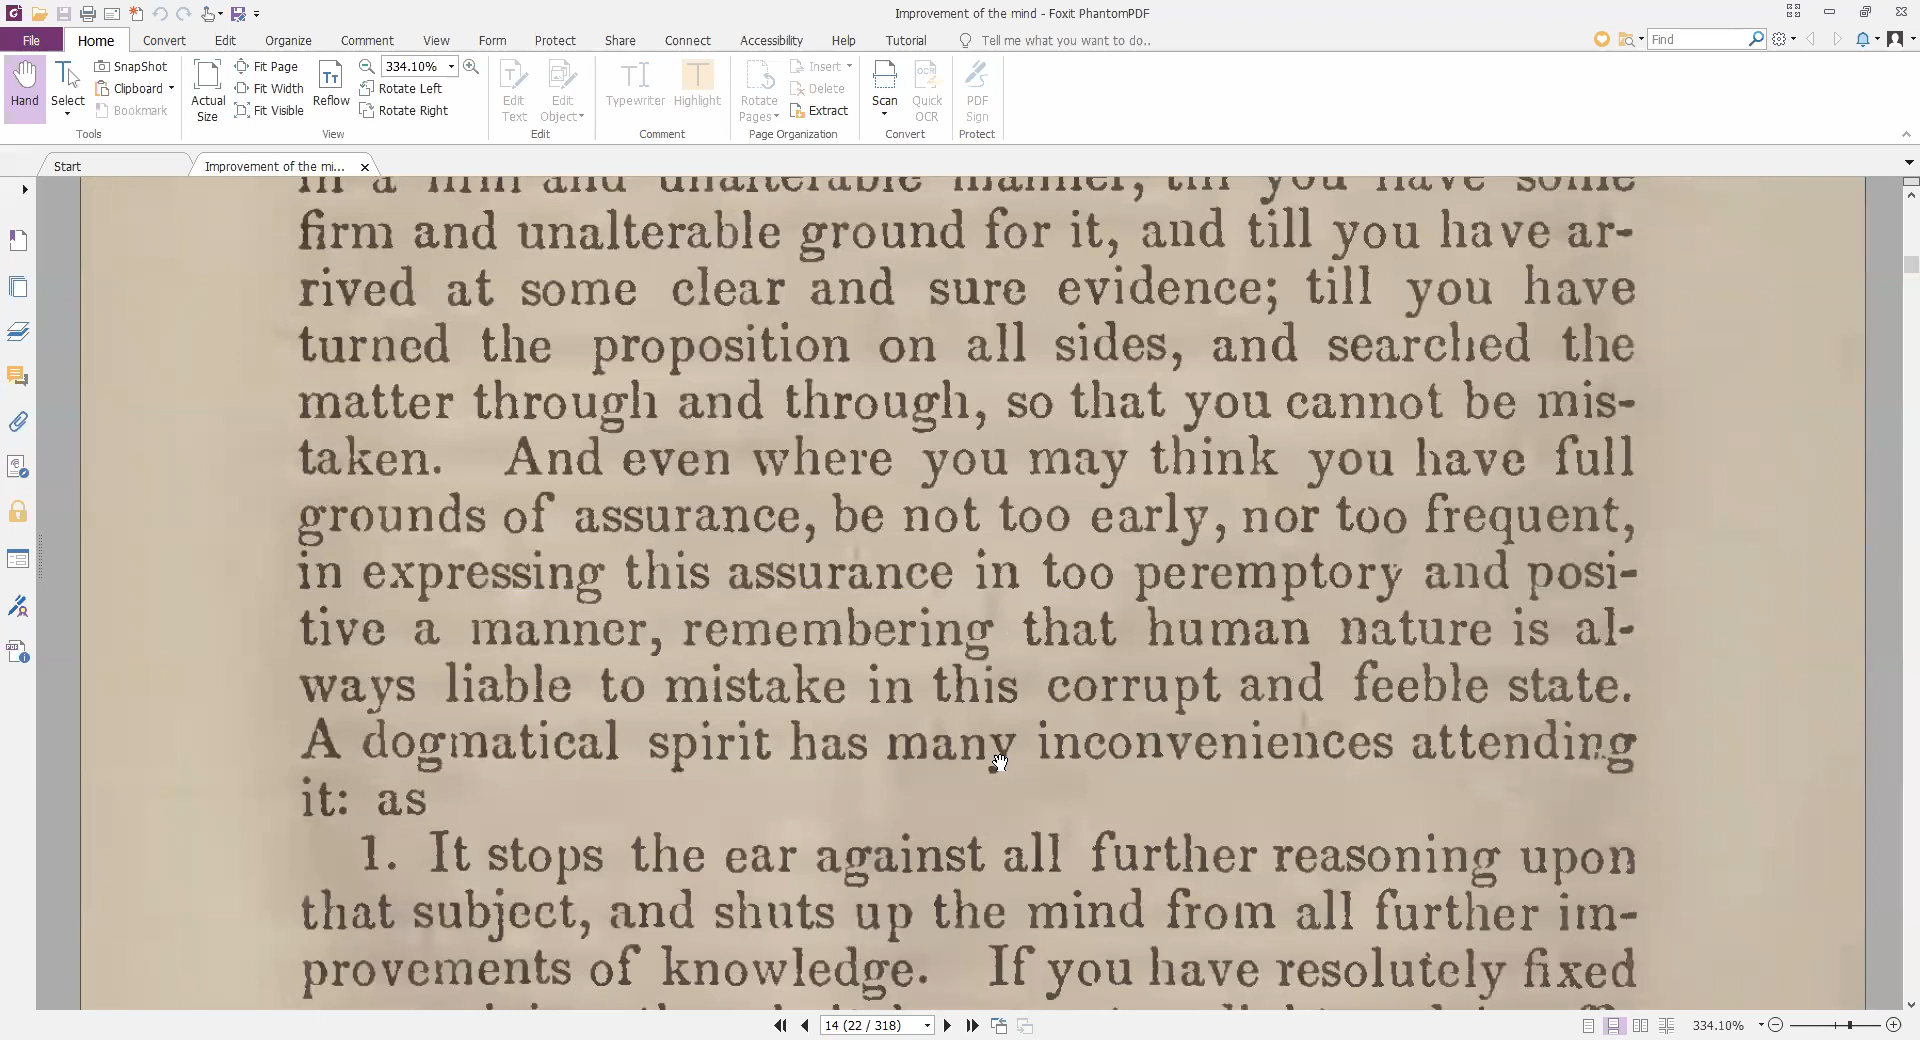 Improvement of the mind - Foxit PhantomPDF
File Home Convert Edit Organize Comment View Form Protect Share Connect Accessibility Help Tutorial Tell me what you want to do.. Find
Hand
Select
SnapShot
Clipboard
Bookmark
Tools
Actual Size
Fit Page
Fit Width
Fit Visible
Reflow
334.10%
Rotate Left
Rotate Right
View
Edit Text
Edit Object
Edit
Typewriter
Highlight
Comment
Rotate Pages
Insert
Delete
Extract
Page Organization
Scan
Quick OCR
Convert
PDF Sign
Protect
Start
Improvement of the mi...
in a firm and unalterable manner, till you have some
firm and unalterable ground for it, and till you have ar-
rived at some clear and sure evidence; till you have
turned the proposition on all sides, and searched the
matter through and through, so that you cannot be mis-
taken. And even where you may think you have full
grounds of assurance, be not too early, nor too frequent,
in expressing this assurance in too peremptory and posi-
tive a manner, remembering that human nature is al-
ways liable to mistake in this corrupt and feeble state.
A dogmatical spirit has many inconveniences attending
it: as
1. It stops the ear against all further reasoning upon
that subject, and shuts up the mind from all further im-
provements of knowledge. If you have resolutely fixed
14 (22 / 318)
334.10%